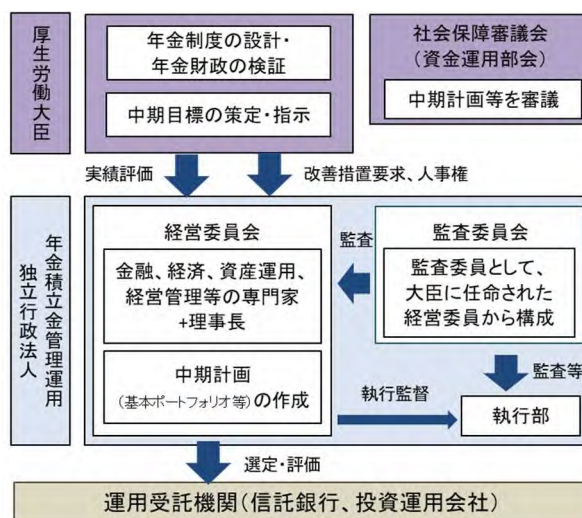 厚生労働大臣
年金制度の設計・
年金財政の検証
中期目標の策定・指示
社会保障審議会
(資金運用部会)
中期計画等を審議
実績評価
改善措置要求、人事権
年金積立金管理運用
独立行政法人
経営委員会
金融、経済、資産運用、
経営管理等の専門家
+理事長
中期計画
(基本ポートフォリオ等)の作成
監査
監査委員会
監査委員として、
大臣に任命された
経営委員から構成
監査等
執行監督
執行部
選定・評価
運用受託機関(信託銀行、投資運用会社)